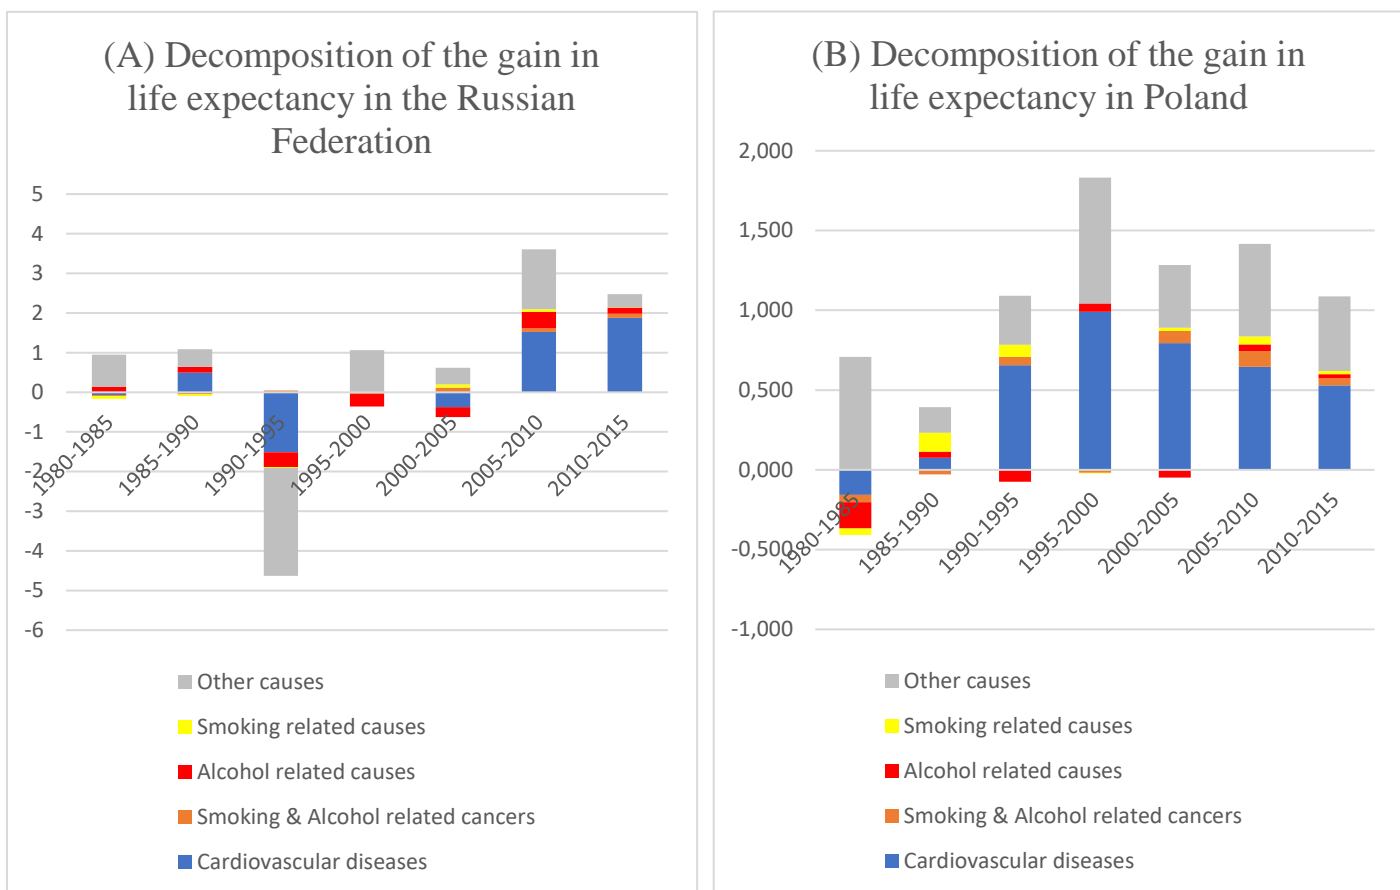 (A) Decomposition of the gain in
life expectancy in the Russian
Federation
5
4
3
2
1
0
-1
-2
-3
-4
-5
-6
1980-1985
1985-1990
1990-1995
1995-2000
2000-2005
2005-2010
2010-2015
Other causes
Smoking related causes
Alcohol related causes
Smoking & Alcohol related cancers
Cardiovascular diseases
(B) Decomposition of the gain in
life expectancy in Poland
2,000
1,500
1,000
0,500
0,000
-0,500
-1,000
1980-1985
1985-1990
1990-1995
1995-2000
2000-2005
2005-2010
2010-2015
Other causes
Smoking related causes
Alcohol related causes
Smoking & Alcohol related cancers
Cardiovascular diseases